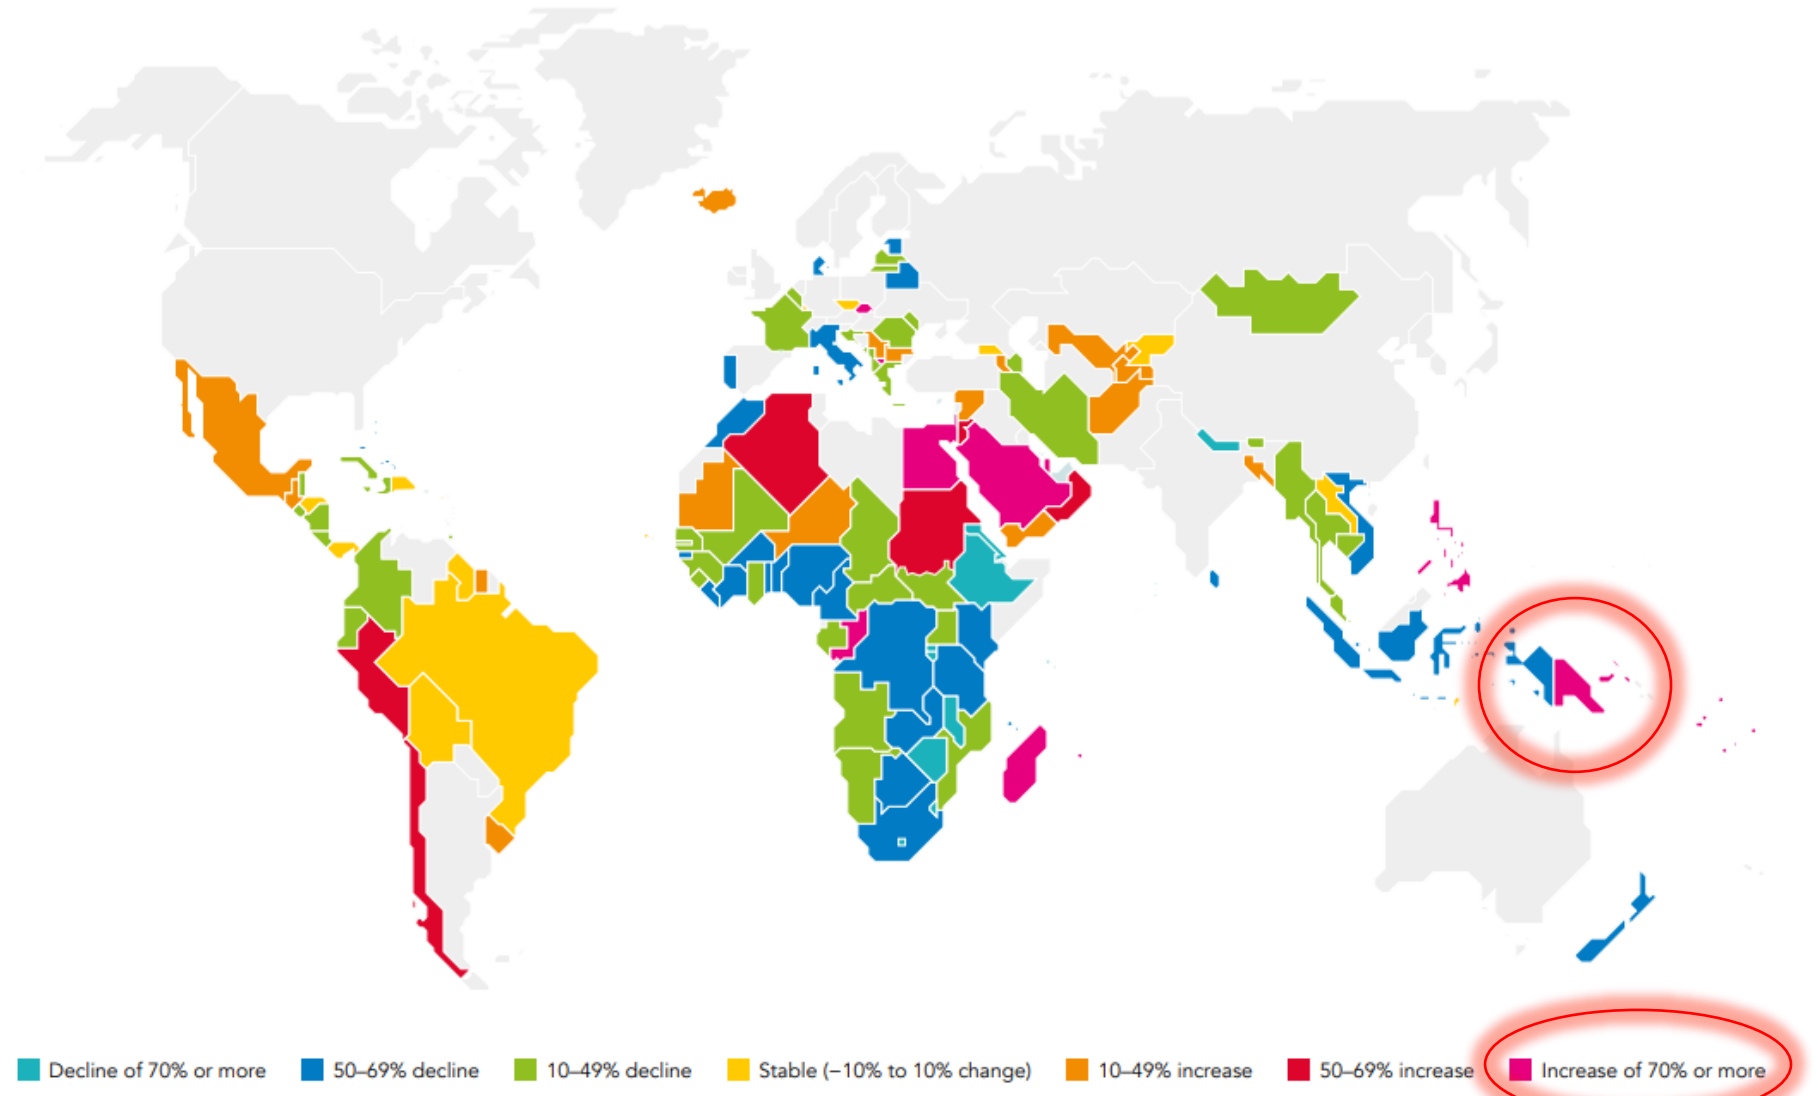 Decline of 70% or more
50–69% decline
10–49% decline
Stable (−10% to 10% change)
10–49% increase
50–69% increase
Increase of 70% or more